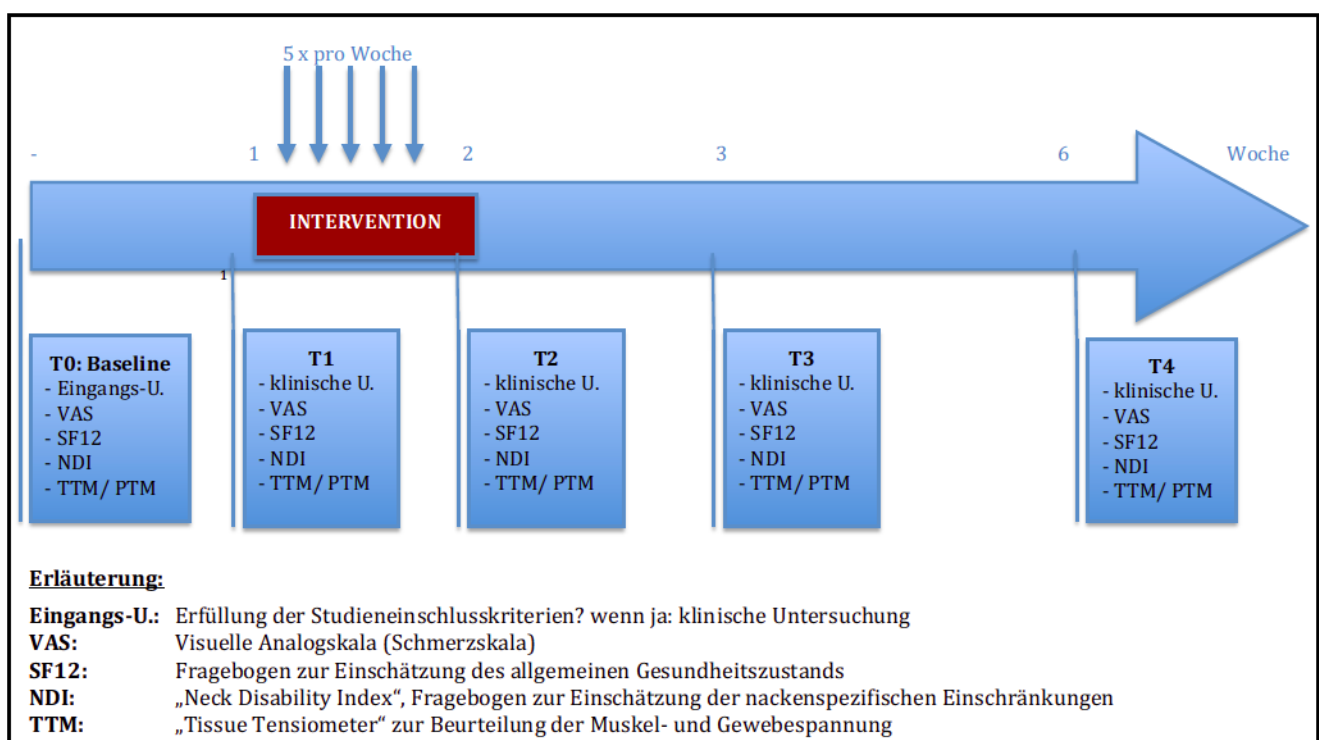 5 x pro Woche
- 1 2 3 6 Woche
INTERVENTION
1
T0: Baseline
- Eingangs-U.
- VAS
- SF12
- NDI
- TTM/ PTM
T1
- klinische U.
- VAS
- SF12
- NDI
- TTM/ PTM
T2
- klinische U.
- VAS
- SF12
- NDI
- TTM/ PTM
T3
- klinische U.
- VAS
- SF12
- NDI
- TTM/ PTM
T4
- klinische U.
- VAS
- SF12
- NDI
- TTM/ PTM
Erläuterung:
Eingangs-U.: Erfüllung der Studieneinschlusskriterien? wenn ja: klinische Untersuchung
VAS: Visuelle Analogskala (Schmerzskala)
SF12: Fragebogen zur Einschätzung des allgemeinen Gesundheitszustands
NDI: „Neck Disability Index“, Fragebogen zur Einschätzung der nackenspezifischen Einschränkungen
TTM: „Tissue Tensiometer“ zur Beurteilung der Muskel- und Gewebespannung